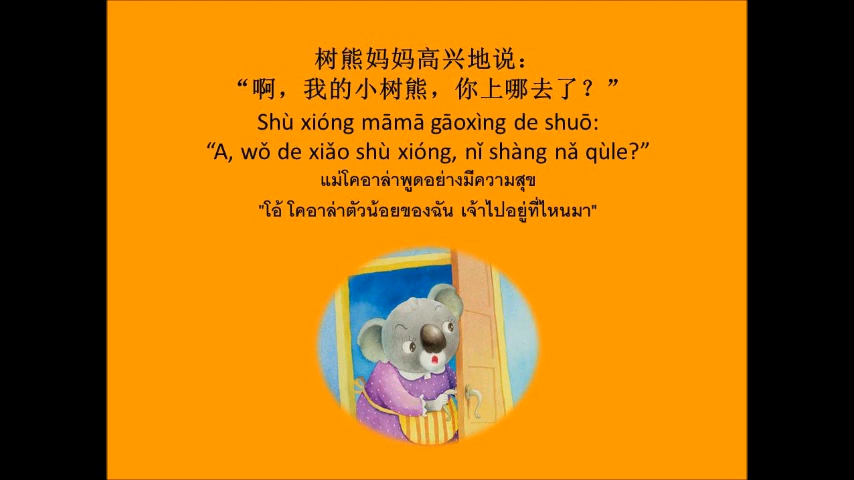 树熊妈妈高兴地说：
“啊，我的小树熊，你上哪去了？”
Shù xióng māmā gāoxìng de shuō:
“A, wǒ de xiǎo shù xióng, nǐ shàng nǎ qùle?”
แม่โคอาล่าพูดอย่างมีความสุข
"โอ้ โคอาล่าตัวน้อยของฉัน เจ้าไปอยู่ที่ไหนมา"